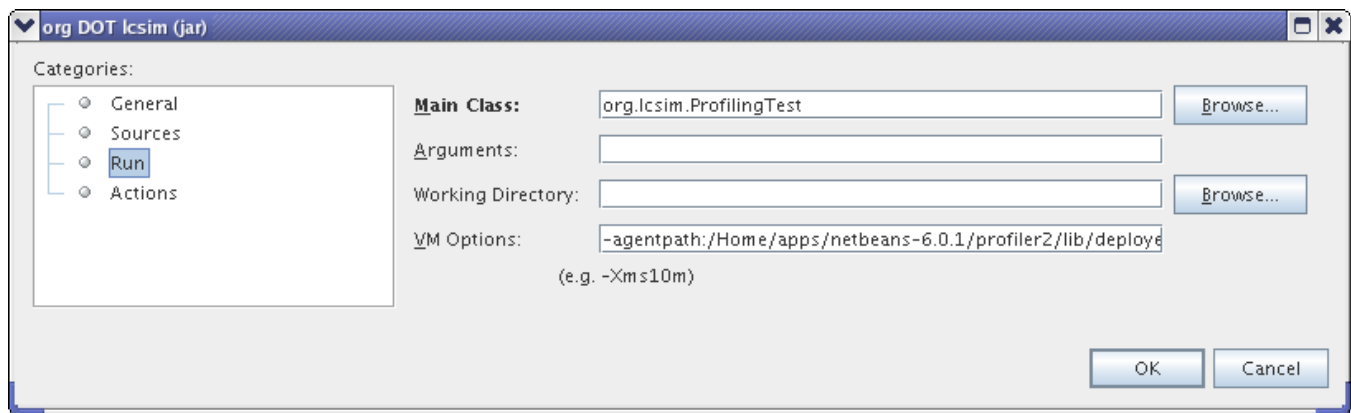 org DOT lcsim (jar)
Categories:
General
Sources
Run
Actions
Main Class: org.lcsim.ProfilingTest Browse...
Arguments:
Working Directory: Browse...
VM Options: -agentpath:/Home/apps/netbeans-6.0.1/profiler2/lib/deploye
(e.g. -Xms10m)
OK Cancel